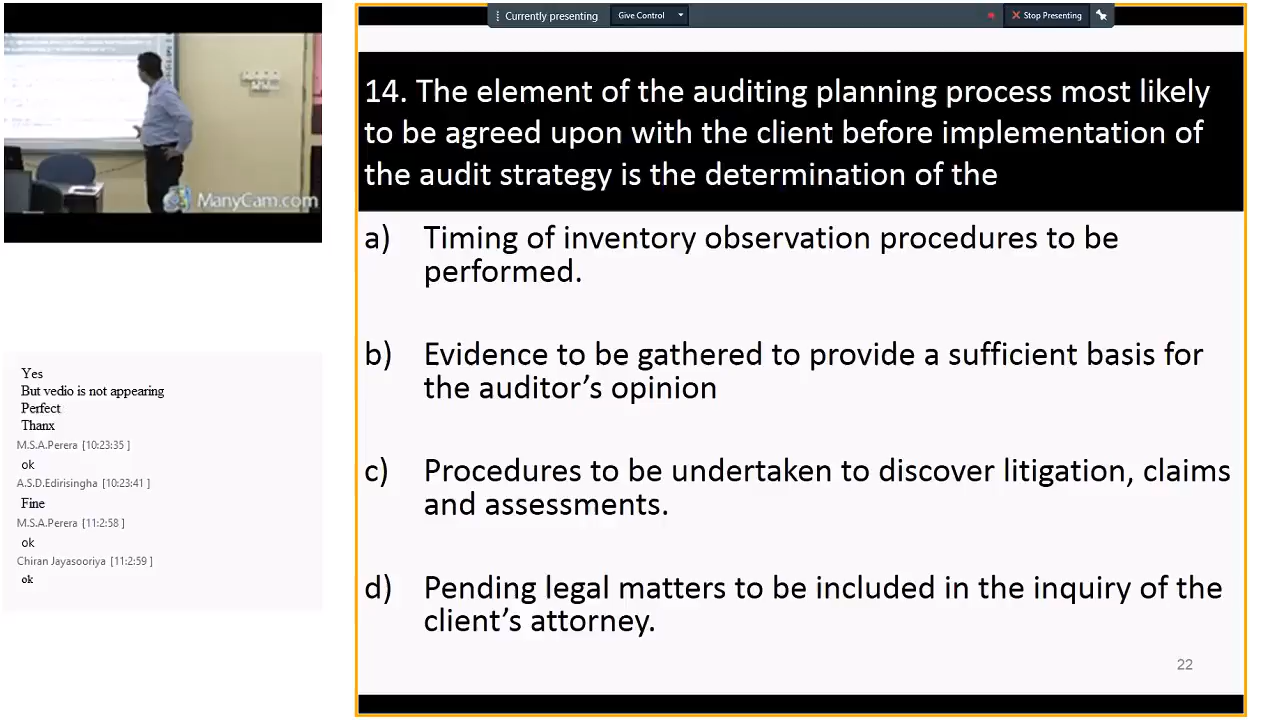 Currently presenting
Give Control
Stop Presenting
ManyCam.com
14. The element of the auditing planning process most likely
to be agreed upon with the client before implementation of
the audit strategy is the determination of the
a) Timing of inventory observation procedures to be
performed.
b) Evidence to be gathered to provide a sufficient basis for
the auditor’s opinion
c) Procedures to be undertaken to discover litigation, claims
and assessments.
d) Pending legal matters to be included in the inquiry of the
client’s attorney.
22
Yes
But vedio is not appearing
Perfect
Thanx
M.S.A.Perera [10:23:35 ]
ok
A.S.D.Edirisingha [10:23:41 ]
Fine
M.S.A.Perera [11:2:58 ]
ok
Chiran Jayasooriya [11:2:59 ]
ok